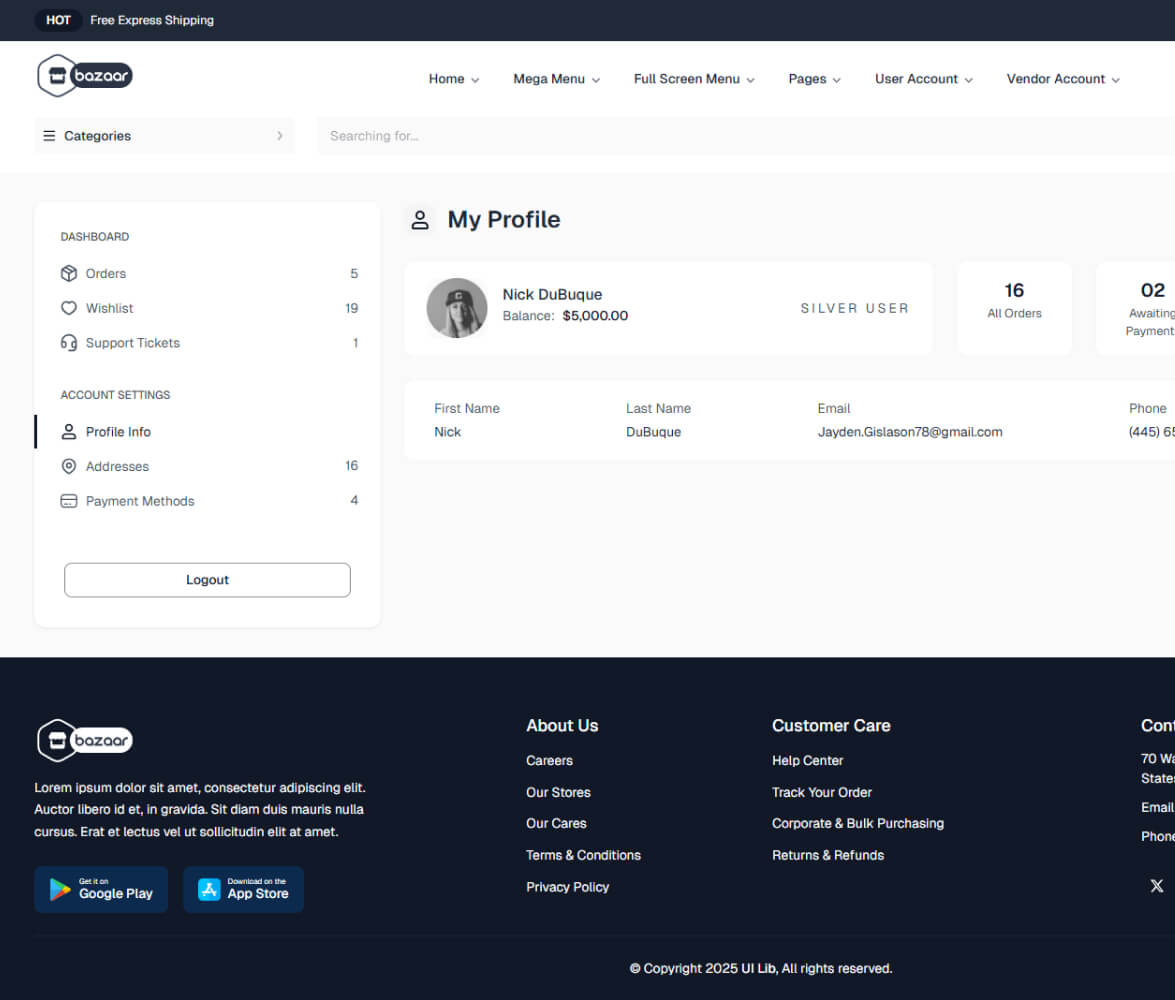 HOT Free Express Shipping
bazaar
Home Mega Menu Full Screen Menu Pages User Account Vendor Account
Categories
Searching for...
DASHBOARD
Orders 5
Wishlist 19
Support Tickets 1
ACCOUNT SETTINGS
Profile Info
Addresses 16
Payment Methods 4
Logout
My Profile
Nick DuBuque
Balance: $5,000.00
SILVER USER
16
All Orders
02
Awaiting
Payment
First Name Last Name Email Phone
Nick DuBuque Jayden.Gislason78@gmail.com (445) 65
bazaar
Lorem ipsum dolor sit amet, consectetur adipiscing elit.
Auctor libero id et, in gravida. Sit diam duis mauris nulla
cursus. Erat et lectus vel ut sollicitudin elit at amet.
Get it on
Google Play
Download on the
App Store
About Us
Careers
Our Stores
Our Cares
Terms & Conditions
Privacy Policy
Customer Care
Help Center
Track Your Order
Corporate & Bulk Purchasing
Returns & Refunds
Cont
70 Wa
States
Email
Phone
© Copyright 2025 UI Lib, All rights reserved.